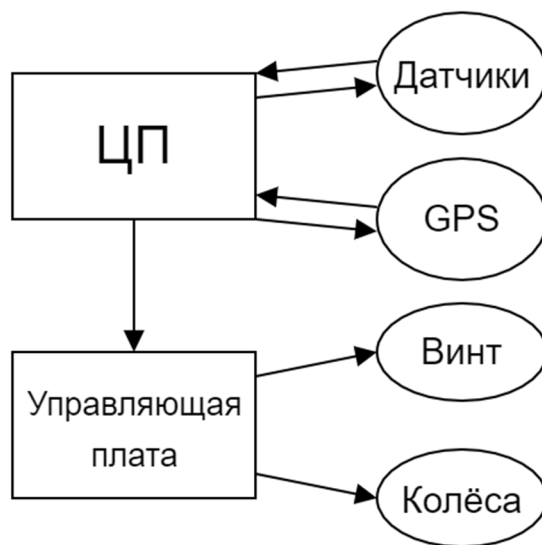 ЦП
Датчики
GPS
Управляющая
плата
Винт
Колёса